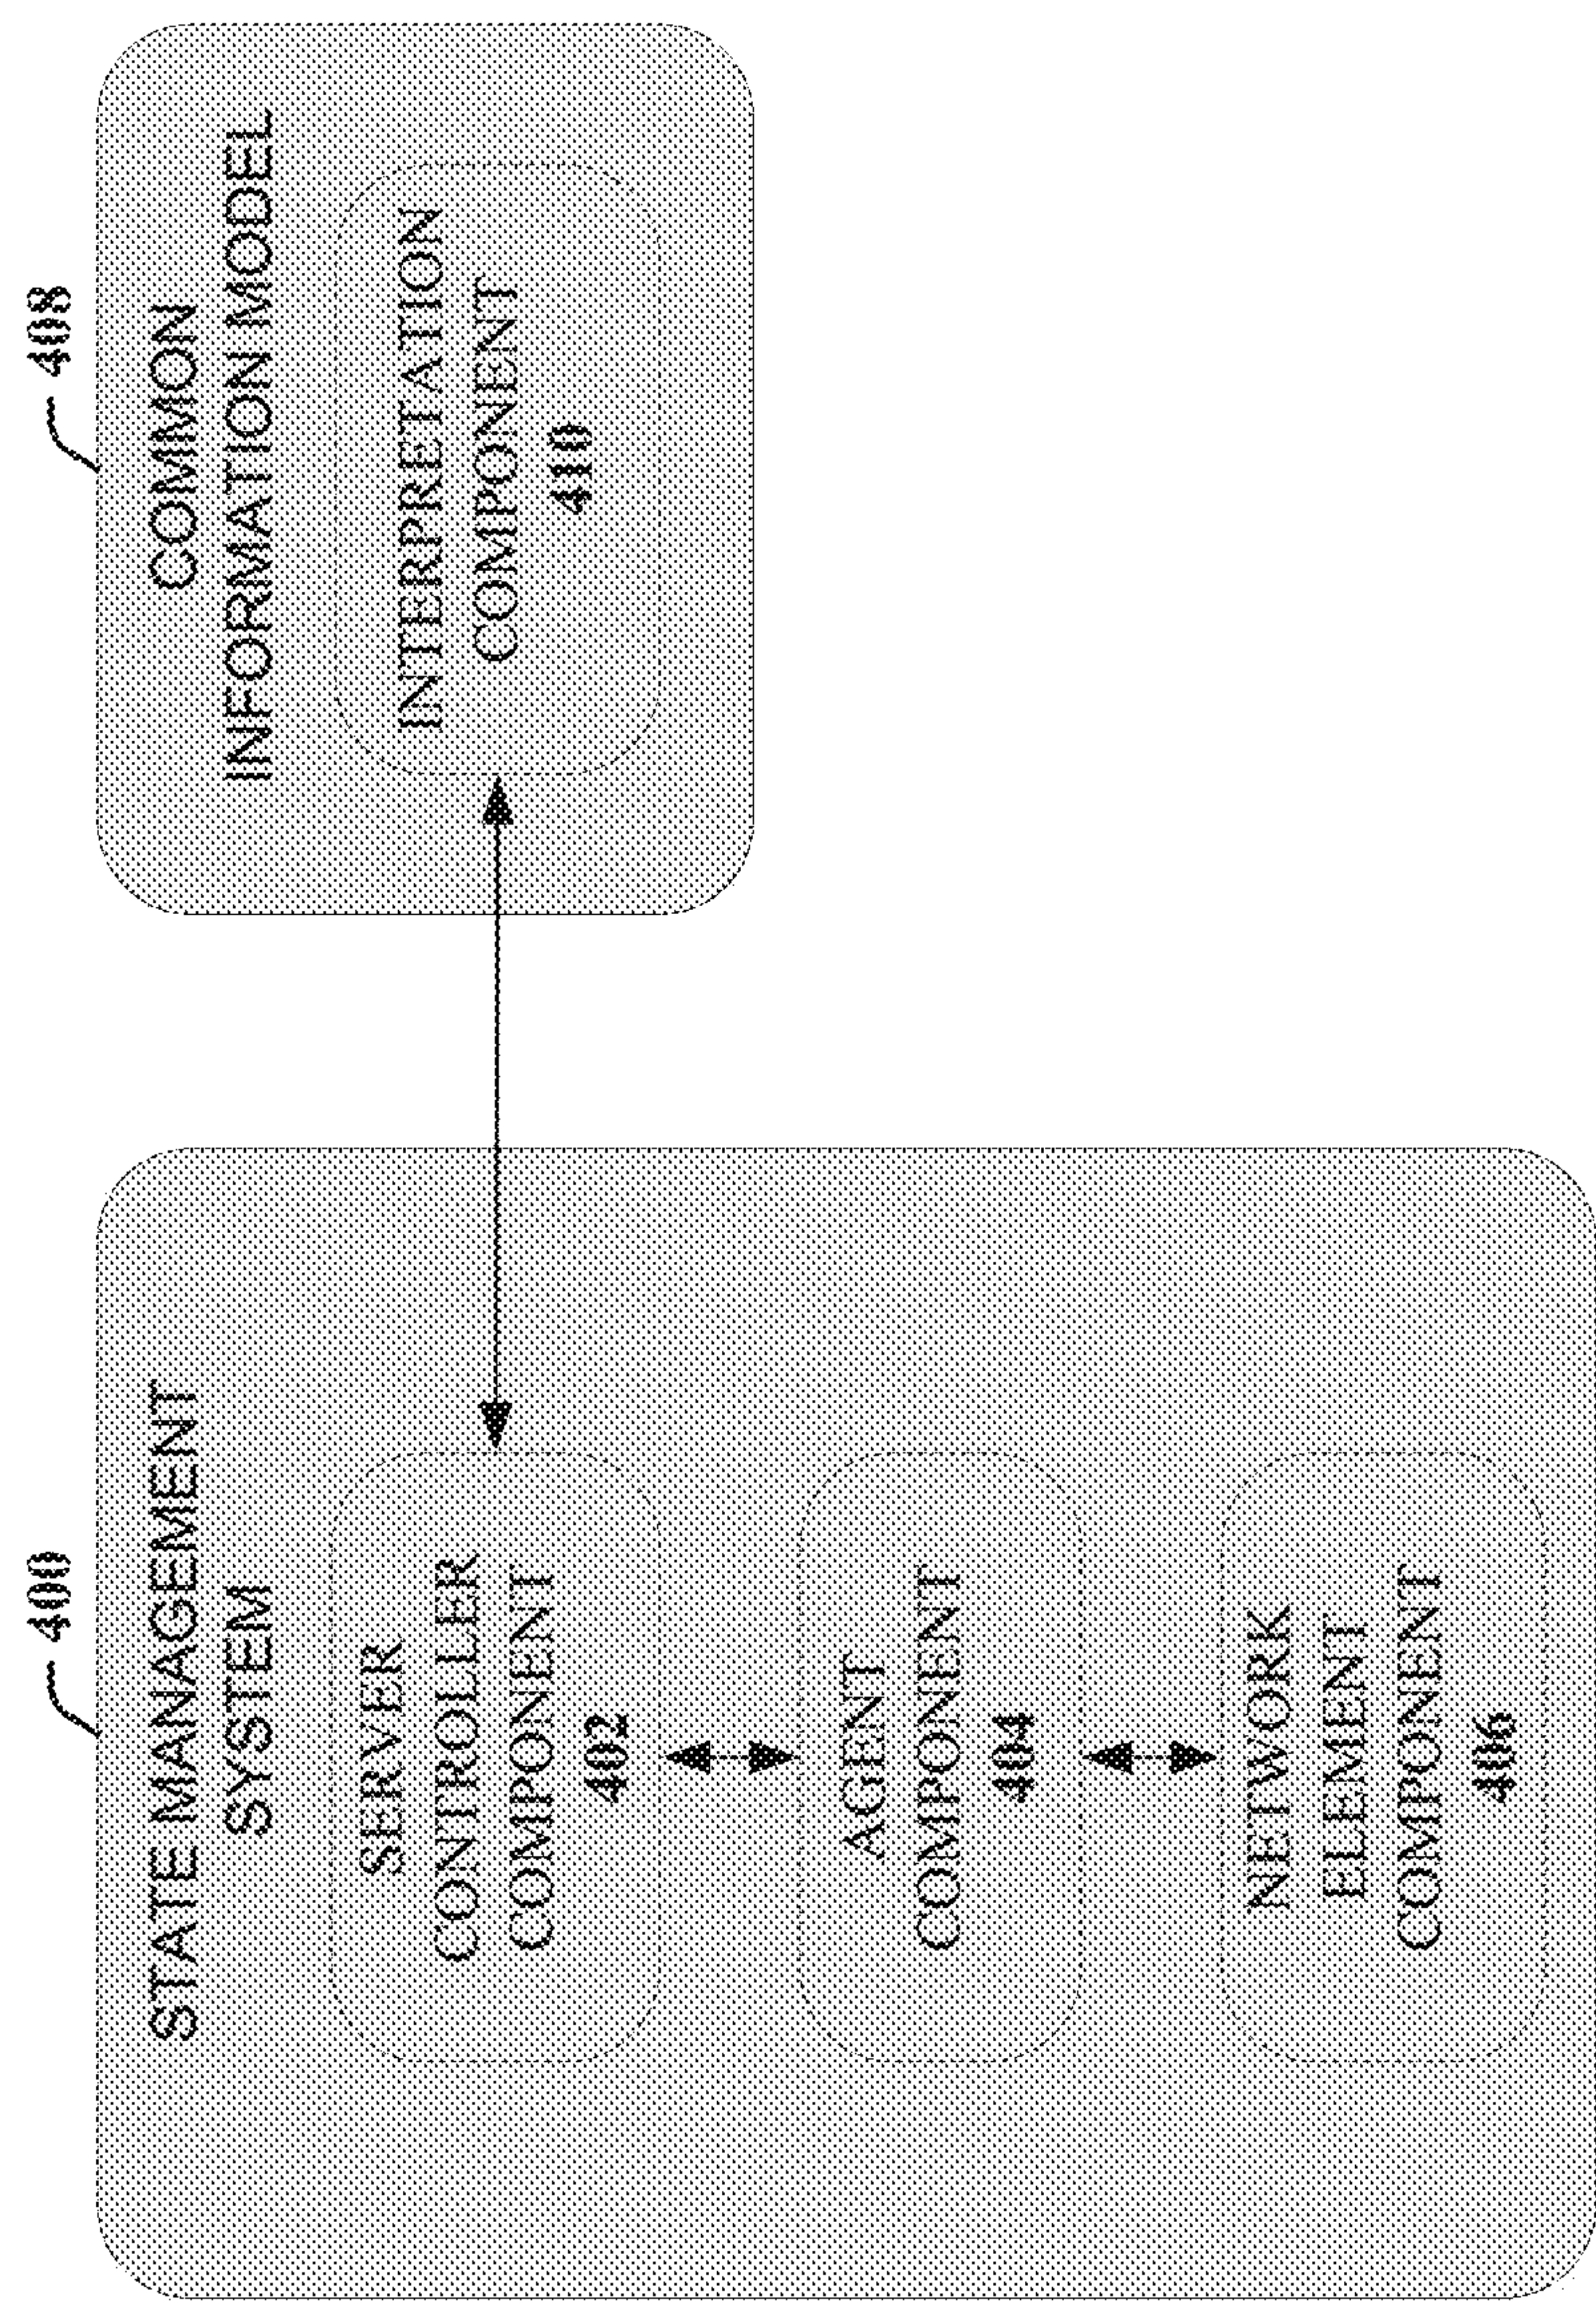 400
STATE MANAGEMENT
SYSTEM
SERVER
CONTROLLER
COMPONENT
402
AGENT
COMPONENT
404
NETWORK
ELEMENT
COMPONENT
406
408
COMMON
INFORMATION MODEL
INTERPRETATION
COMPONENT
410